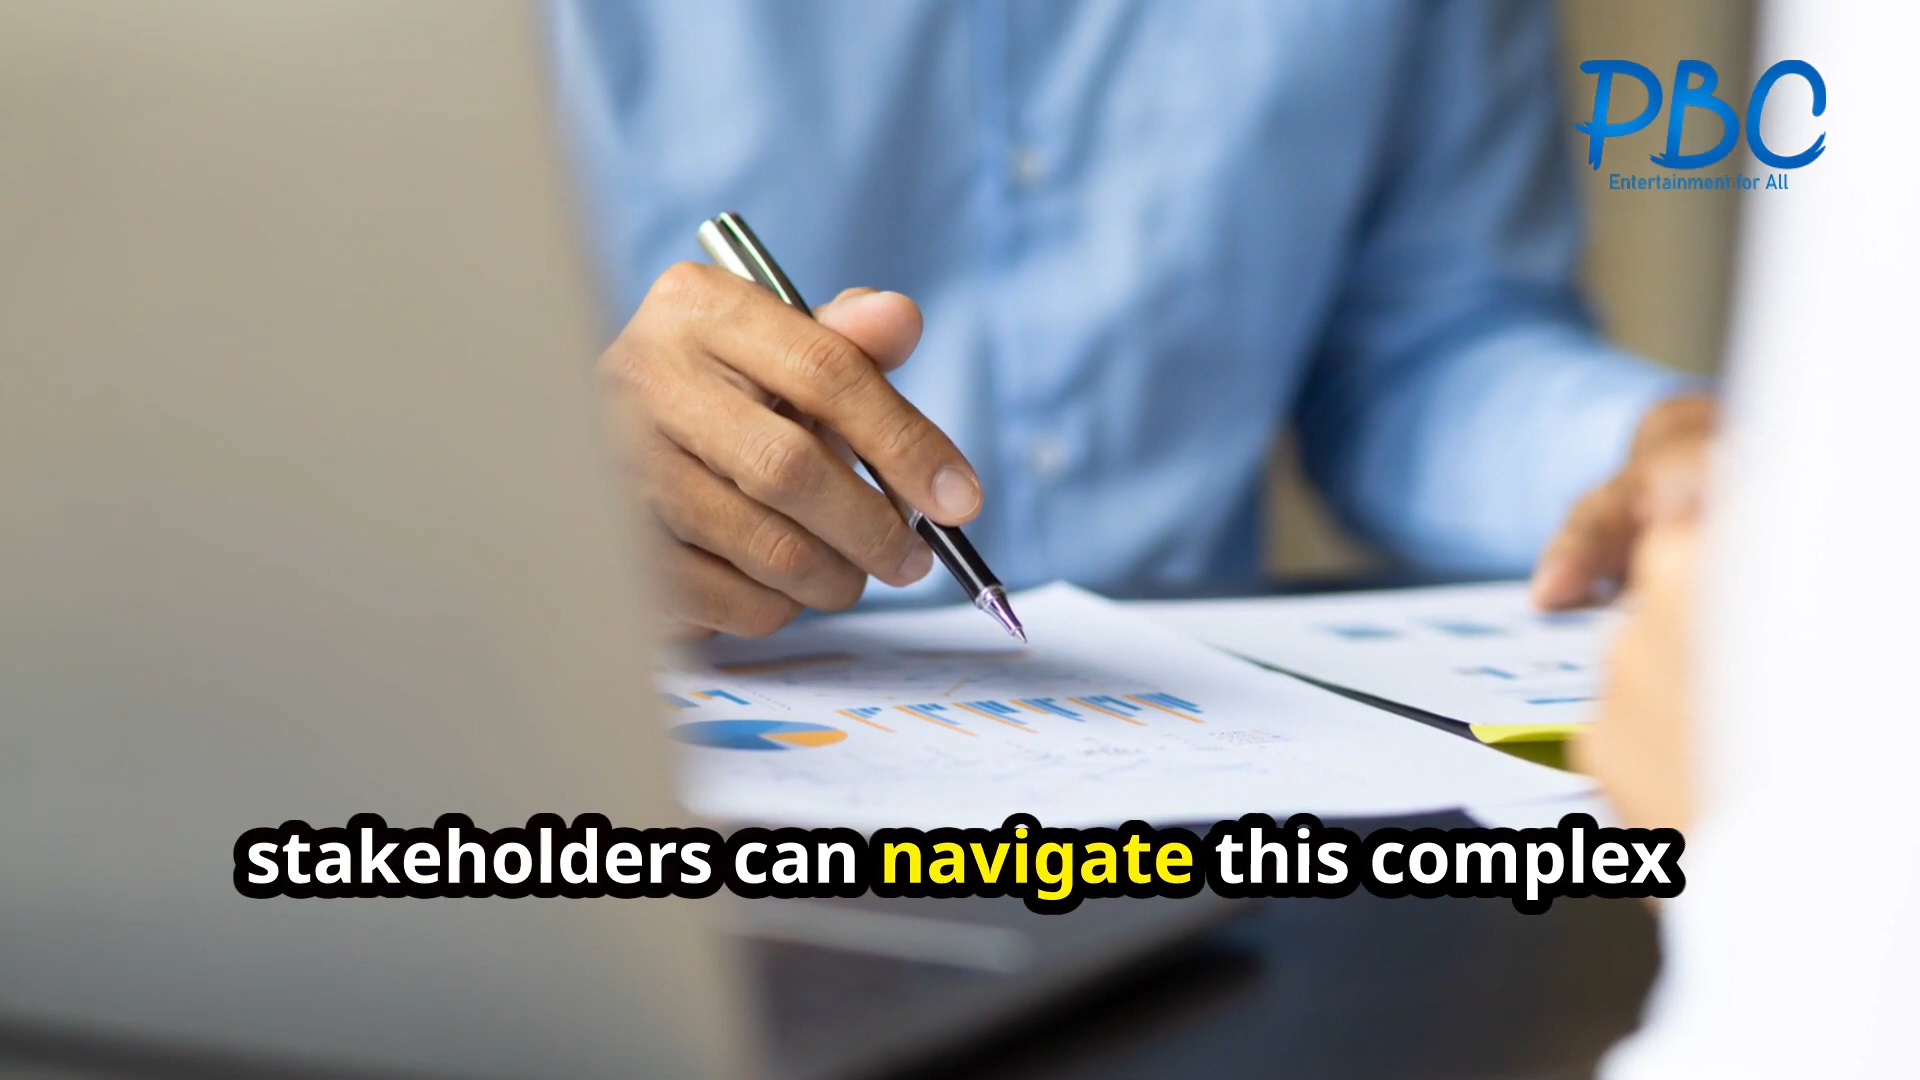 PBC
Entertainment for All
stakeholders can navigate this complex